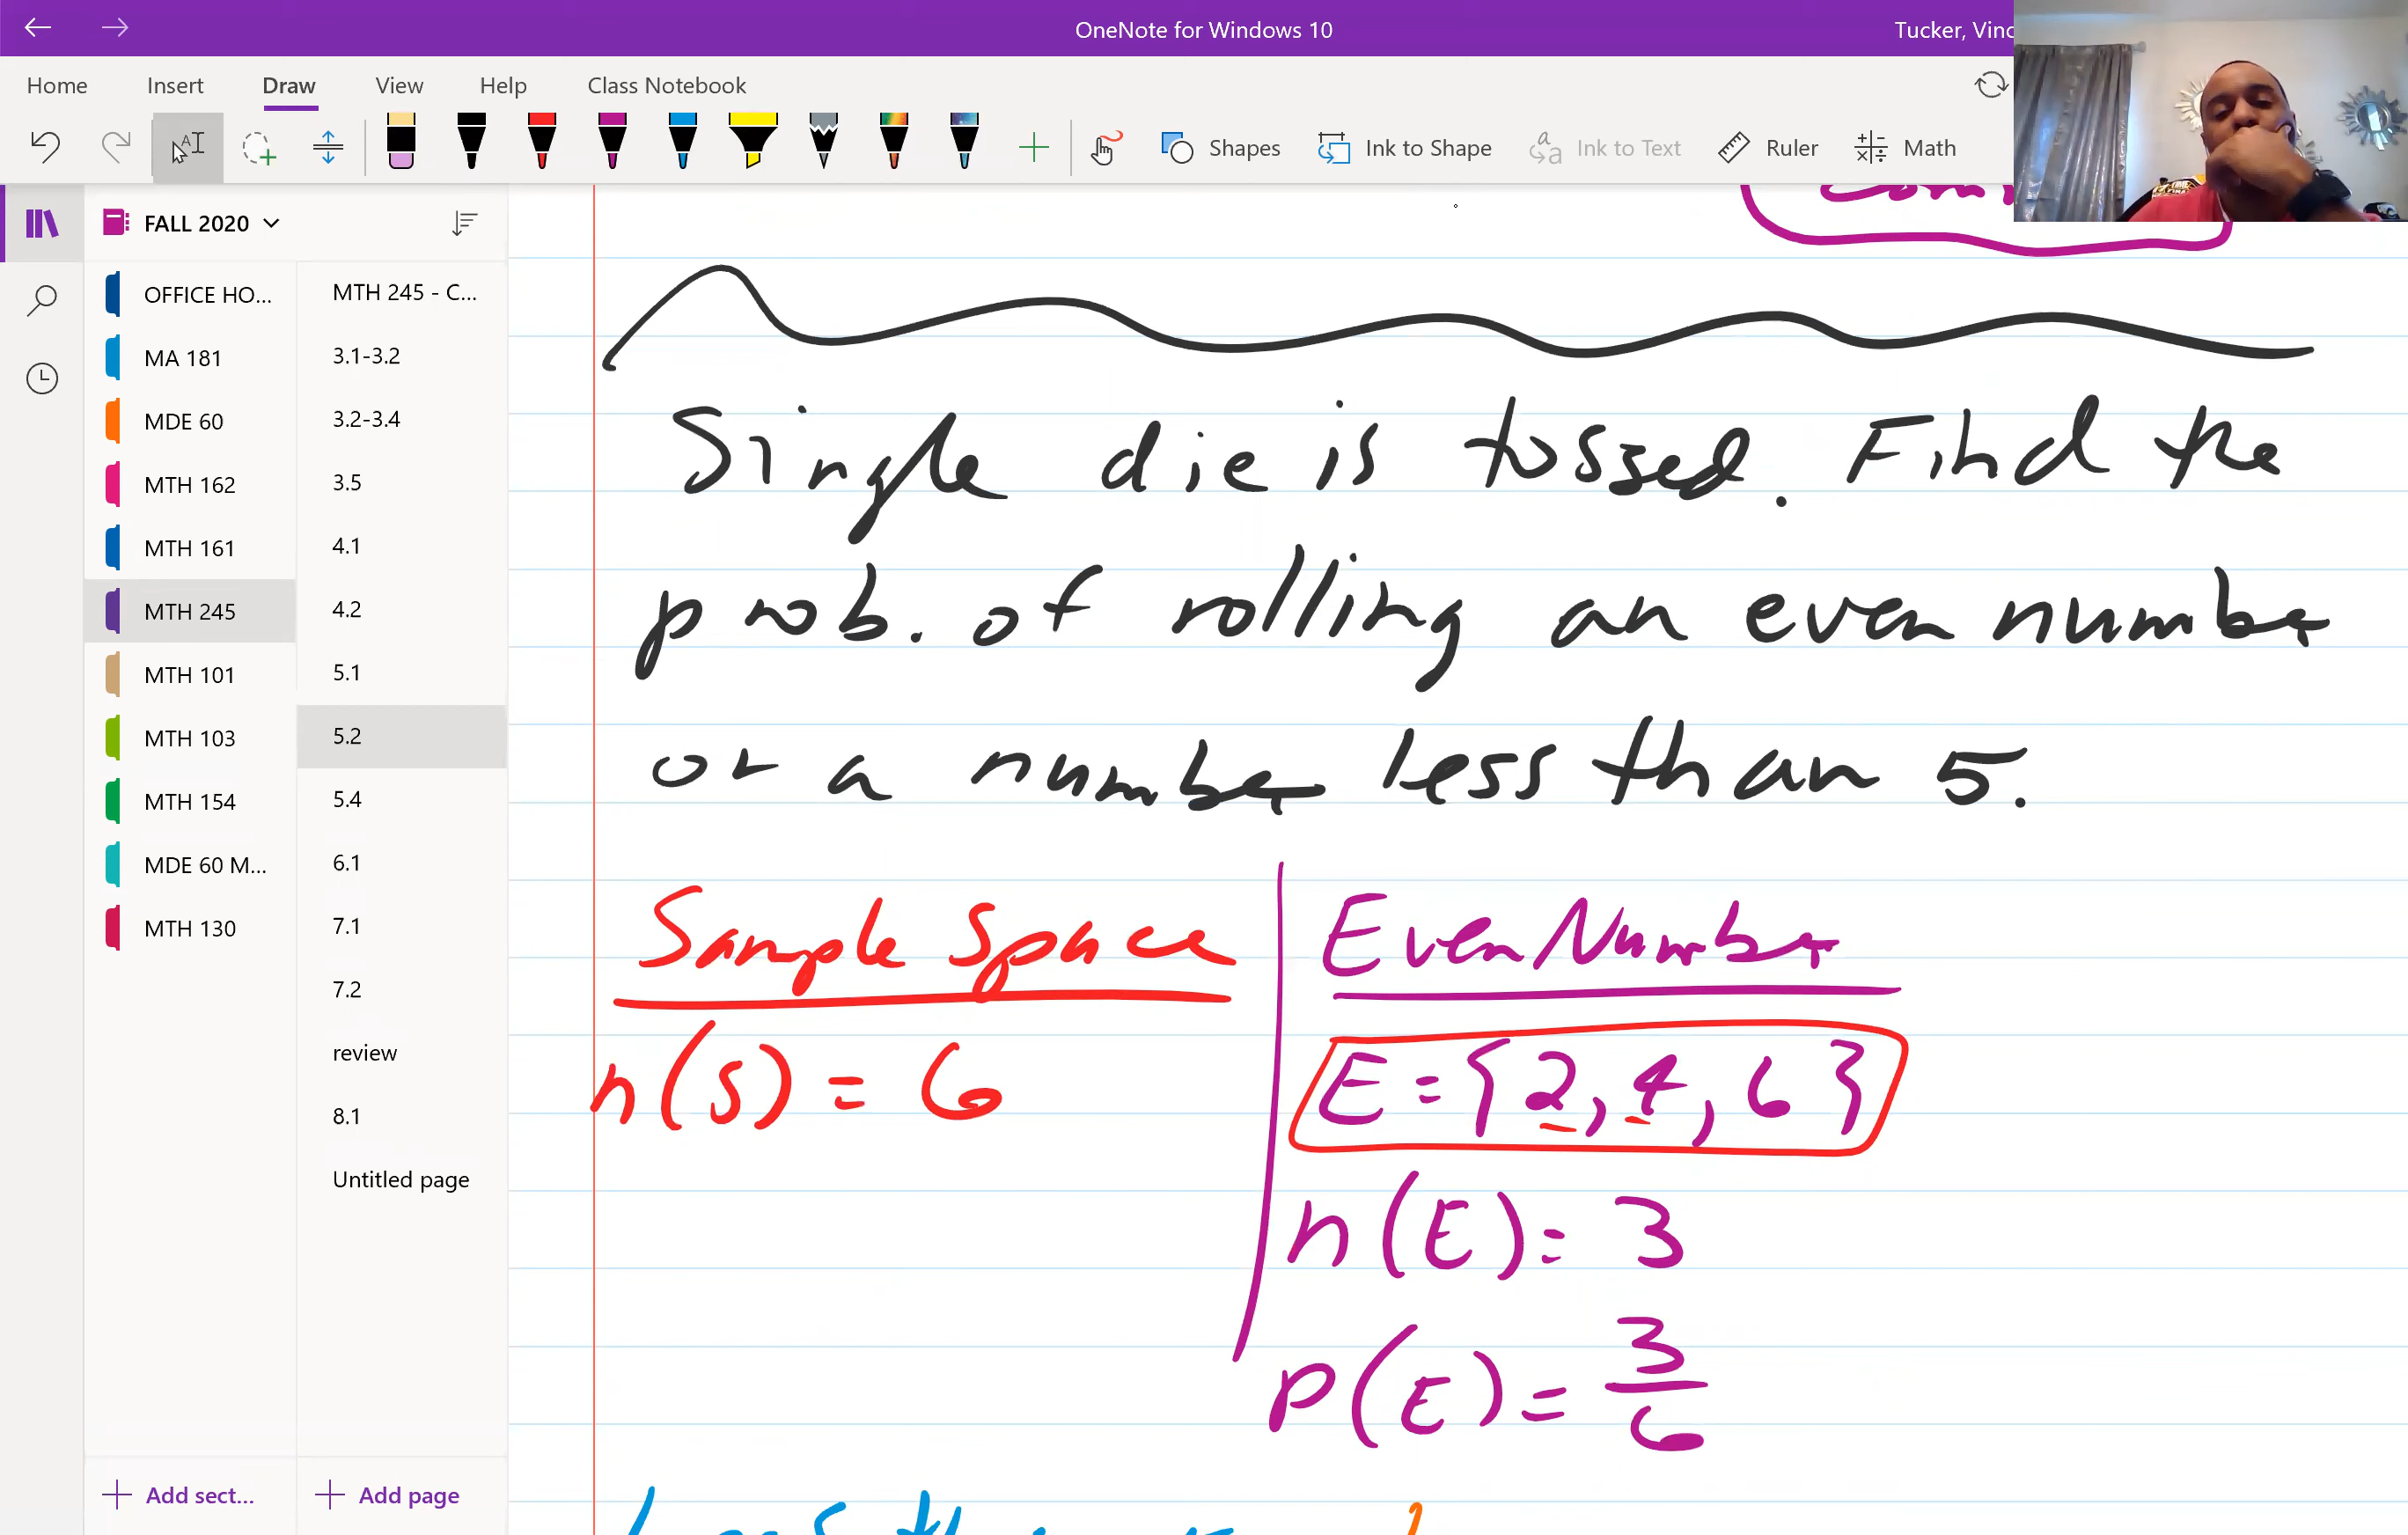 OneNote for Windows 10
Tucker, Vinc
Home Insert Draw View Help Class Notebook
Shapes Ink to Shape Ink to Text Ruler Math
FALL 2020
OFFICE HO...
MA 181
MDE 60
MTH 162
MTH 161
MTH 245
MTH 101
MTH 103
MTH 154
MDE 60 M...
MTH 130
Add sect...
MTH 245 - C...
3.1-3.2
3.2-3.4
3.5
4.1
4.2
5.1
5.2
5.4
6.1
7.1
7.2
review
8.1
Untitled page
Add page
Single die is tossed. Find the
prob. of rolling an even number
or a number less than 5.
Sample Space
n(S) = 6
Even Number
E = {2, 4, 6}
n(E) = 3
P(E) = 3/6